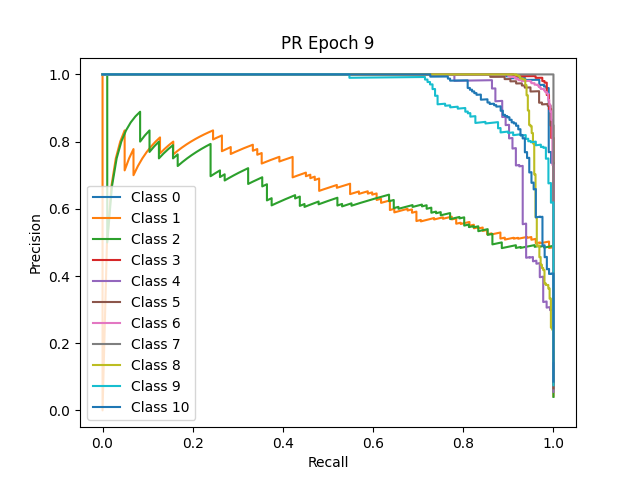 PR Epoch 9
Precision
1.0
0.8
0.6
0.4
0.2
0.0
Class 0
Class 1
Class 2
Class 3
Class 4
Class 5
Class 6
Class 7
Class 8
Class 9
Class 10
0.0 0.2 0.4 0.6 0.8 1.0
Recall